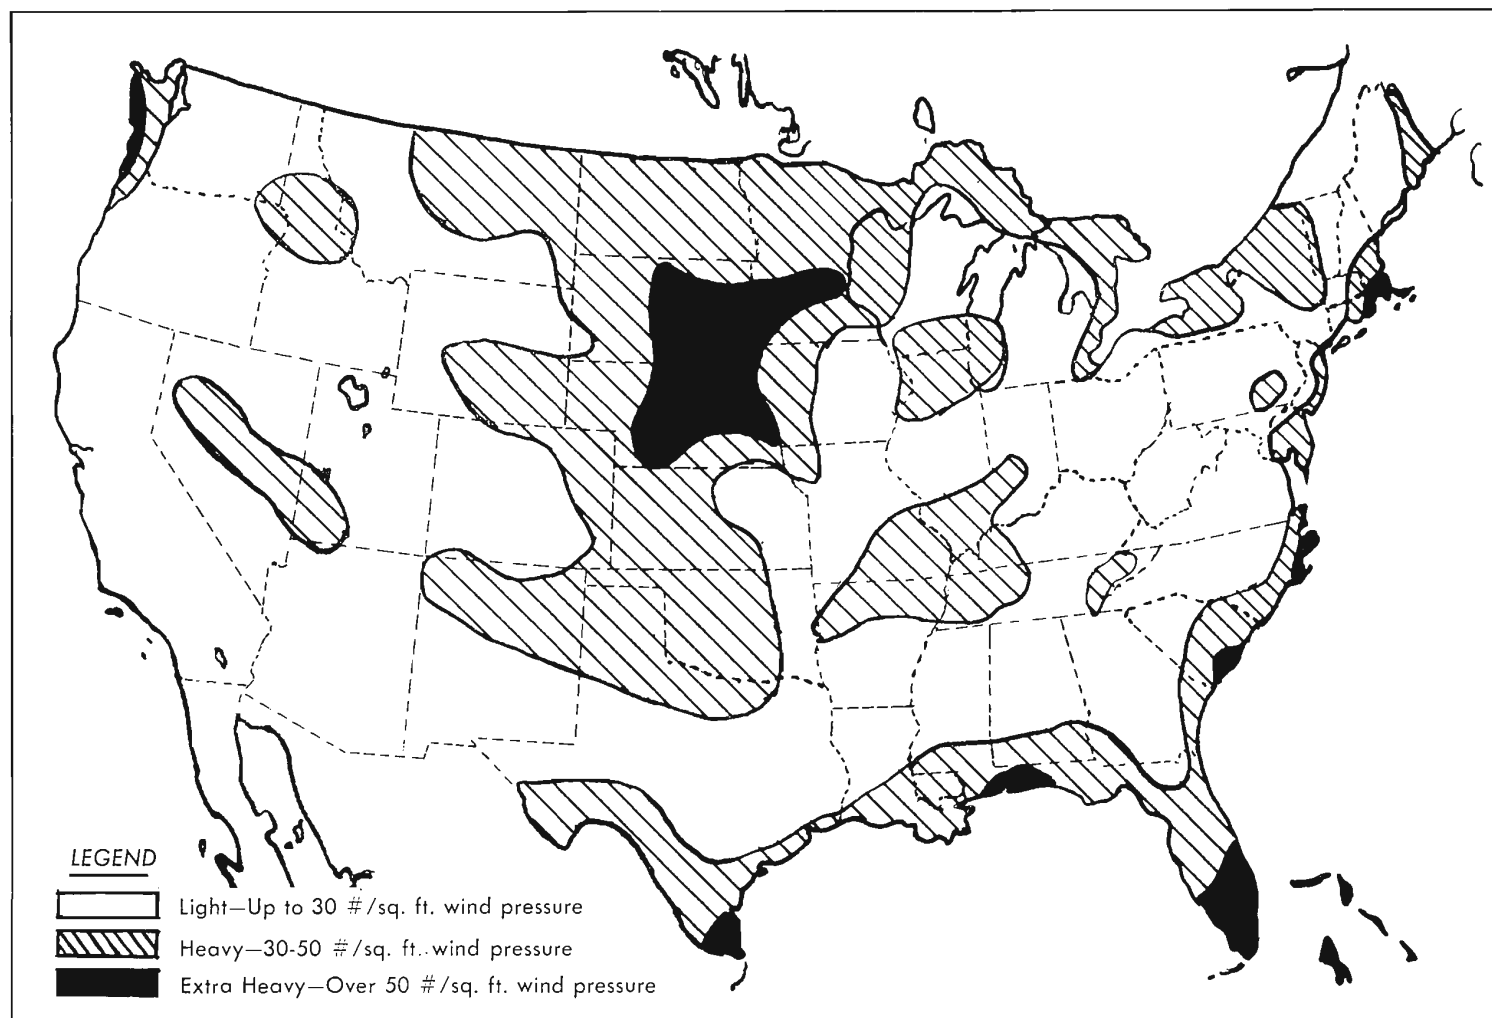 LEGEND
Light—Up to 30 #/sq. ft. wind pressure
Heavy—30-50 #/sq. ft. wind pressure
Extra Heavy—Over 50 #/sq. ft. wind pressure